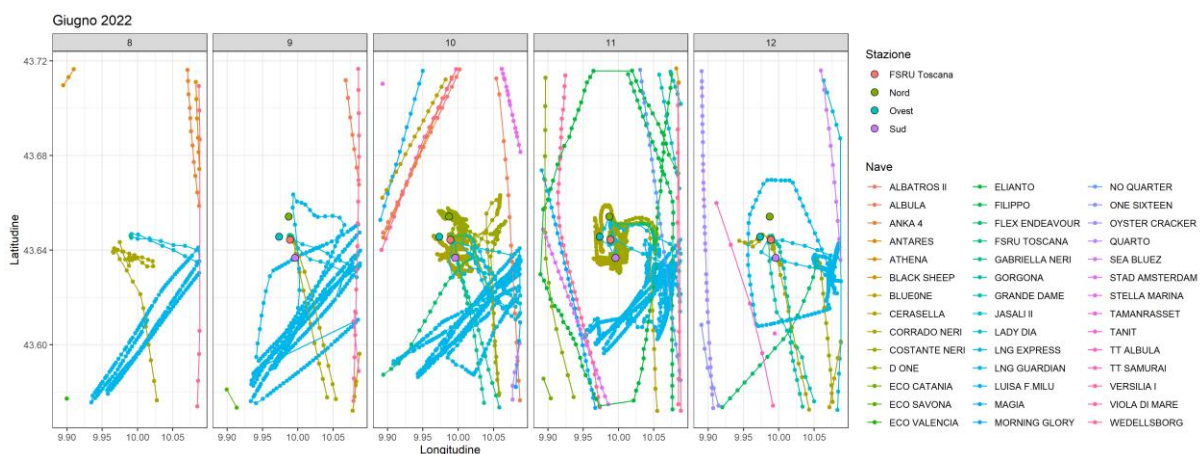 Giugno 2022
8 9 10 11 12
43.72
43.68
43.64
43.60
Latitudine
9.90 9.95 10.00 10.05 9.90 9.95 10.00 10.05 9.90 9.95 10.00 10.05 9.90 9.95 10.00 10.05 9.90 9.95 10.00 10.05
Longitudine
Stazione
FSRU Toscana
Nord
Ovest
Sud
Nave
ALBATROS II ELIANTO NO QUARTER
ALBULA FILIPPO ONE SIXTEEN
ANKA 4 FLEX ENDEAVOUR OYSTER CRACKER
ANTARES FSRU TOSCANA QUARTO
ATHENA GABRIELLA NERI SEA BLUEZ
BLACK SHEEP GORGONA STAD AMSTERDAM
BLUE0NE GRANDE DAME STELLA MARINA
CERASELLA JASALI II TAMANRASSET
CORRADO NERI LADY DIA TANIT
COSTANTE NERI LNG EXPRESS TT ALBULA
D ONE LNG GUARDIAN TT SAMURAI
ECO CATANIA LUISA F.MILU VERSILIA I
ECO SAVONA MAGIA VIOLA DI MARE
ECO VALENCIA MORNING GLORY WEDELLSBORG